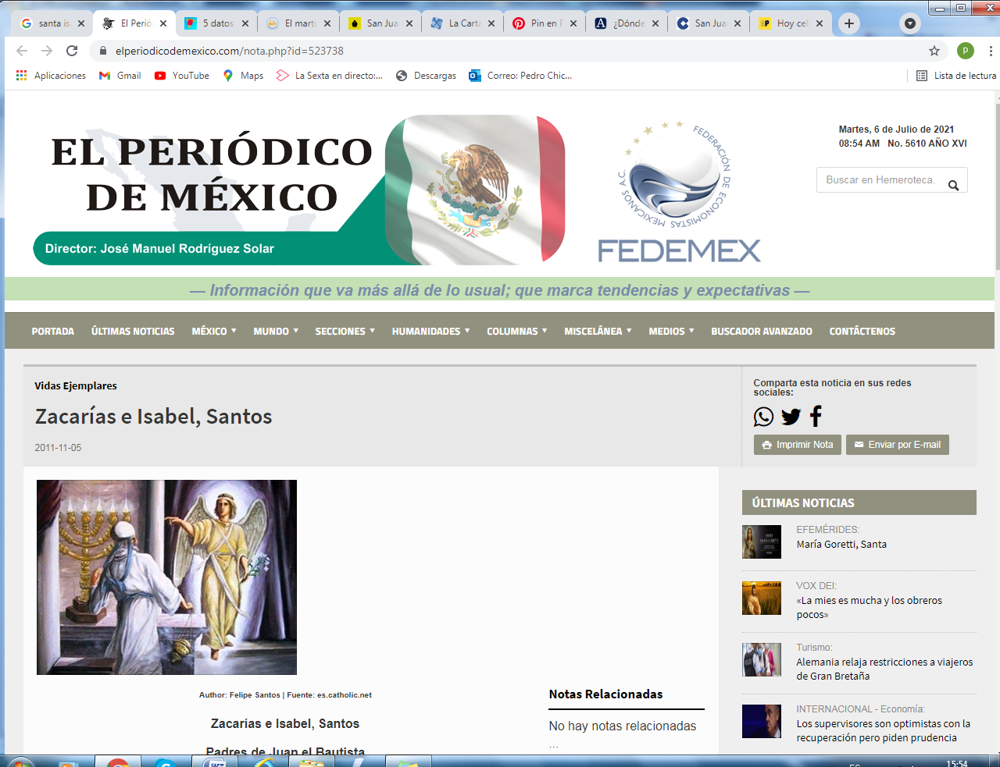 santa is
El Perió
5 datos
El marti
San Jua
La Carta
Pin en P
¿Dónde
San Jua
Hoy cel
elperiodicodemexico.com/nota.php?id=523738
p
Aplicaciones
Gmail
YouTube
Maps
La Sexta en directo:...
Descargas
Correo: Pedro Chic...
Lista de lectura
EL PERIÓDICO
DE MÉXICO
Director: José Manuel Rodríguez Solar
FEDERACIÓN DE ECONOMISTAS MEXICANOS A.C.
FEDEMEX
Martes, 6 de Julio de 2021
08:54 AM No. 5610 AÑO XVI
Buscar en Hemeroteca.
— Información que va más allá de lo usual; que marca tendencias y expectativas —
PORTADA ÚLTIMAS NOTICIAS MÉXICO MUNDO SECCIONES HUMANIDADES COLUMNAS MISCELÁNEA MEDIOS BUSCADOR AVANZADO CONTÁCTENOS
Vidas Ejemplares
Zacarías e Isabel, Santos
2011-11-05
Comparta esta noticia en sus redes
sociales:
Imprimir Nota
Enviar por E-mail
Author: Felipe Santos | Fuente: es.catholic.net
Zacarías e Isabel, Santos
Padres de Juan el Bautista
Notas Relacionadas
No hay notas relacionadas
...
ÚLTIMAS NOTICIAS
EFEMÉRIDES:
María Goretti, Santa
VOX DEI:
«La mies es mucha y los obreros
pocos»
Turismo:
Alemania relaja restricciones a viajeros
de Gran Bretaña
INTERNACIONAL - Economía:
Los supervisores son optimistas con la
recuperación pero piden prudencia
ES
15:54